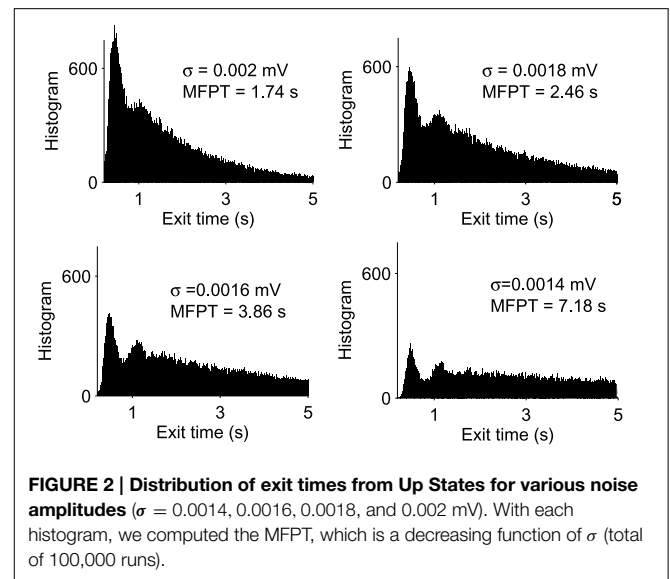 600
Histogram
0
σ = 0.002 mV
MFPT = 1.74 s
1 3 5
Exit time (s)
600
Histogram
0
σ = 0.0018 mV
MFPT = 2.46 s
1 3 5
Exit time (s)
600
Histogram
0
σ =0.0016 mV
MFPT = 3.86 s
1 3 5
Exit time (s)
600
Histogram
0
σ=0.0014 mV
MFPT = 7.18 s
1 3 5
Exit time (s)
FIGURE 2 | Distribution of exit times from Up States for various noise
amplitudes (σ = 0.0014, 0.0016, 0.0018, and 0.002 mV). With each
histogram, we computed the MFPT, which is a decreasing function of σ (total
of 100,000 runs).